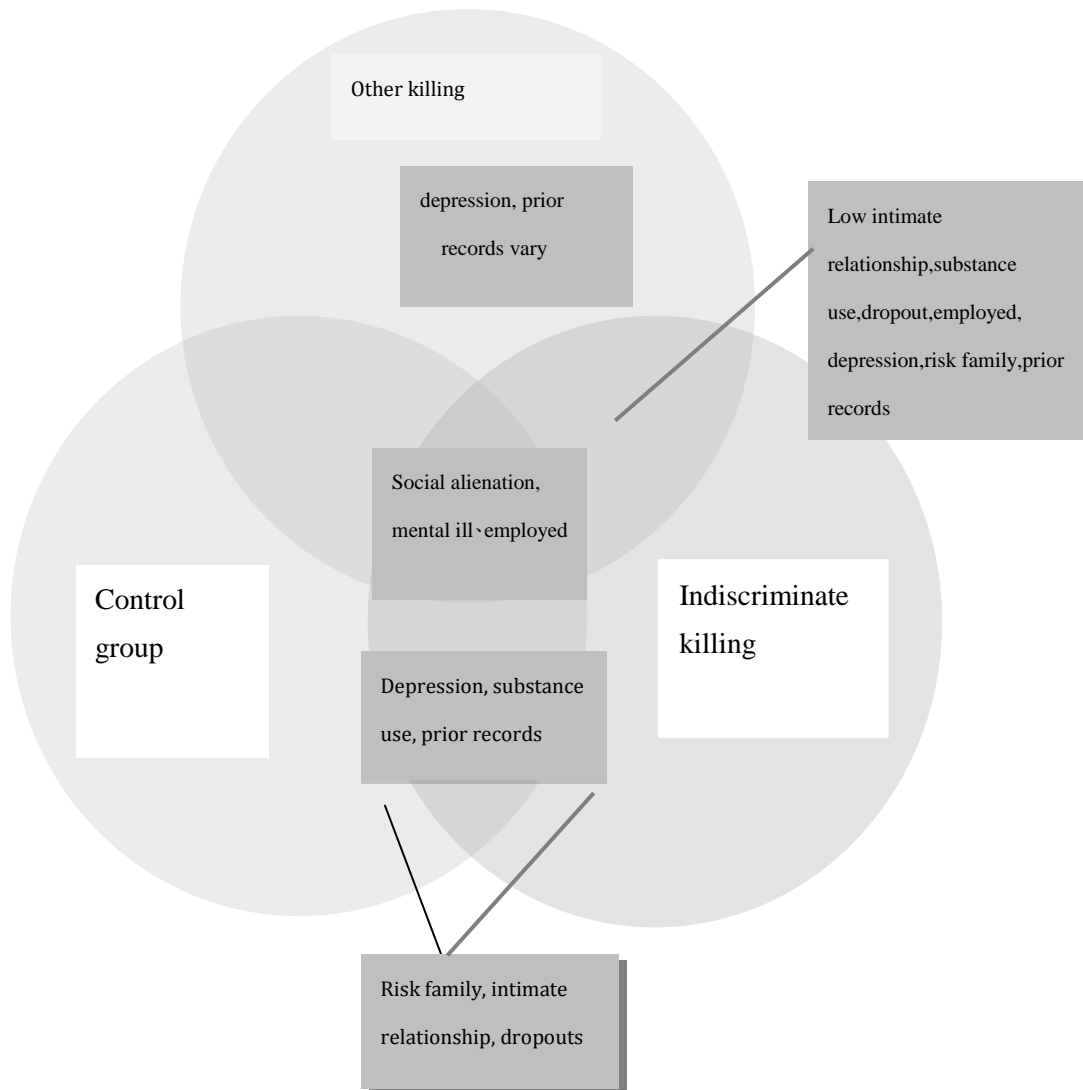 Other killing
depression, prior
records vary
Low intimate
relationship,substance
use,dropout,employed,
depression,risk family,prior
records
Social alienation,
mental ill、employed
Control
group
Indiscriminate
killing
Depression, substance
use, prior records
Risk family, intimate
relationship, dropouts